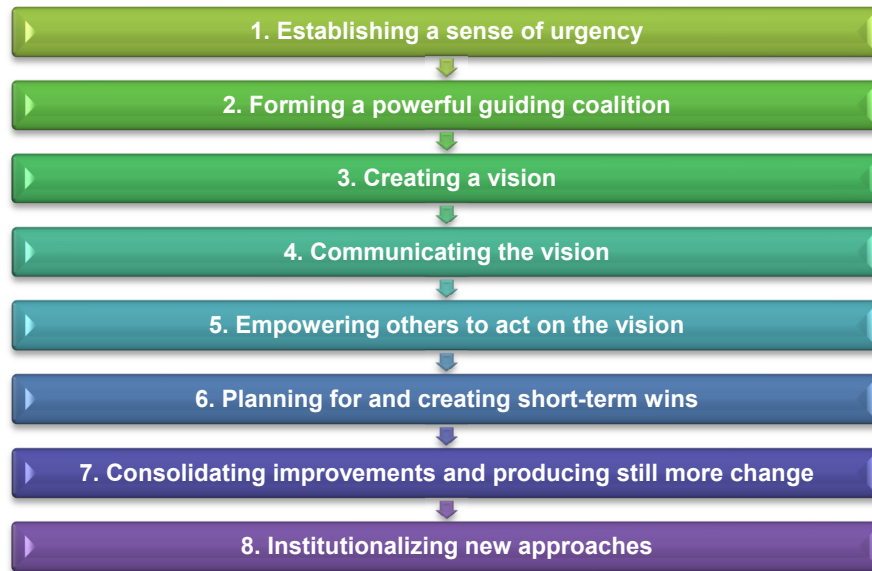 1. Establishing a sense of urgency
2. Forming a powerful guiding coalition
3. Creating a vision
4. Communicating the vision
5. Empowering others to act on the vision
6. Planning for and creating short-term wins
7. Consolidating improvements and producing still more change
8. Institutionalizing new approaches